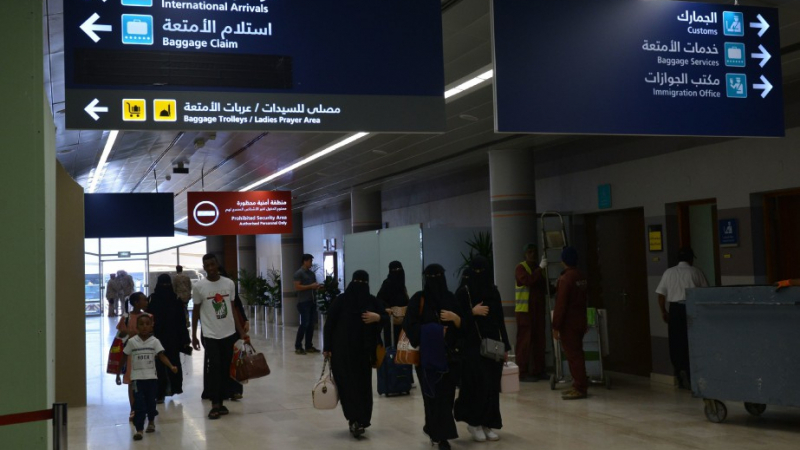 International Arrivals
استلام الأمتعة
Baggage Claim
مصلى للسيدات / عربات الأمتعة
Baggage Trolleys / Ladies Prayer Area
الجمارك
Customs
خدمات الأمتعة
Baggage Services
مكتب الجوازات
Immigration Office
منطقة أمنية محظورة
Prohibited Security Area
Authorised Personnel Only